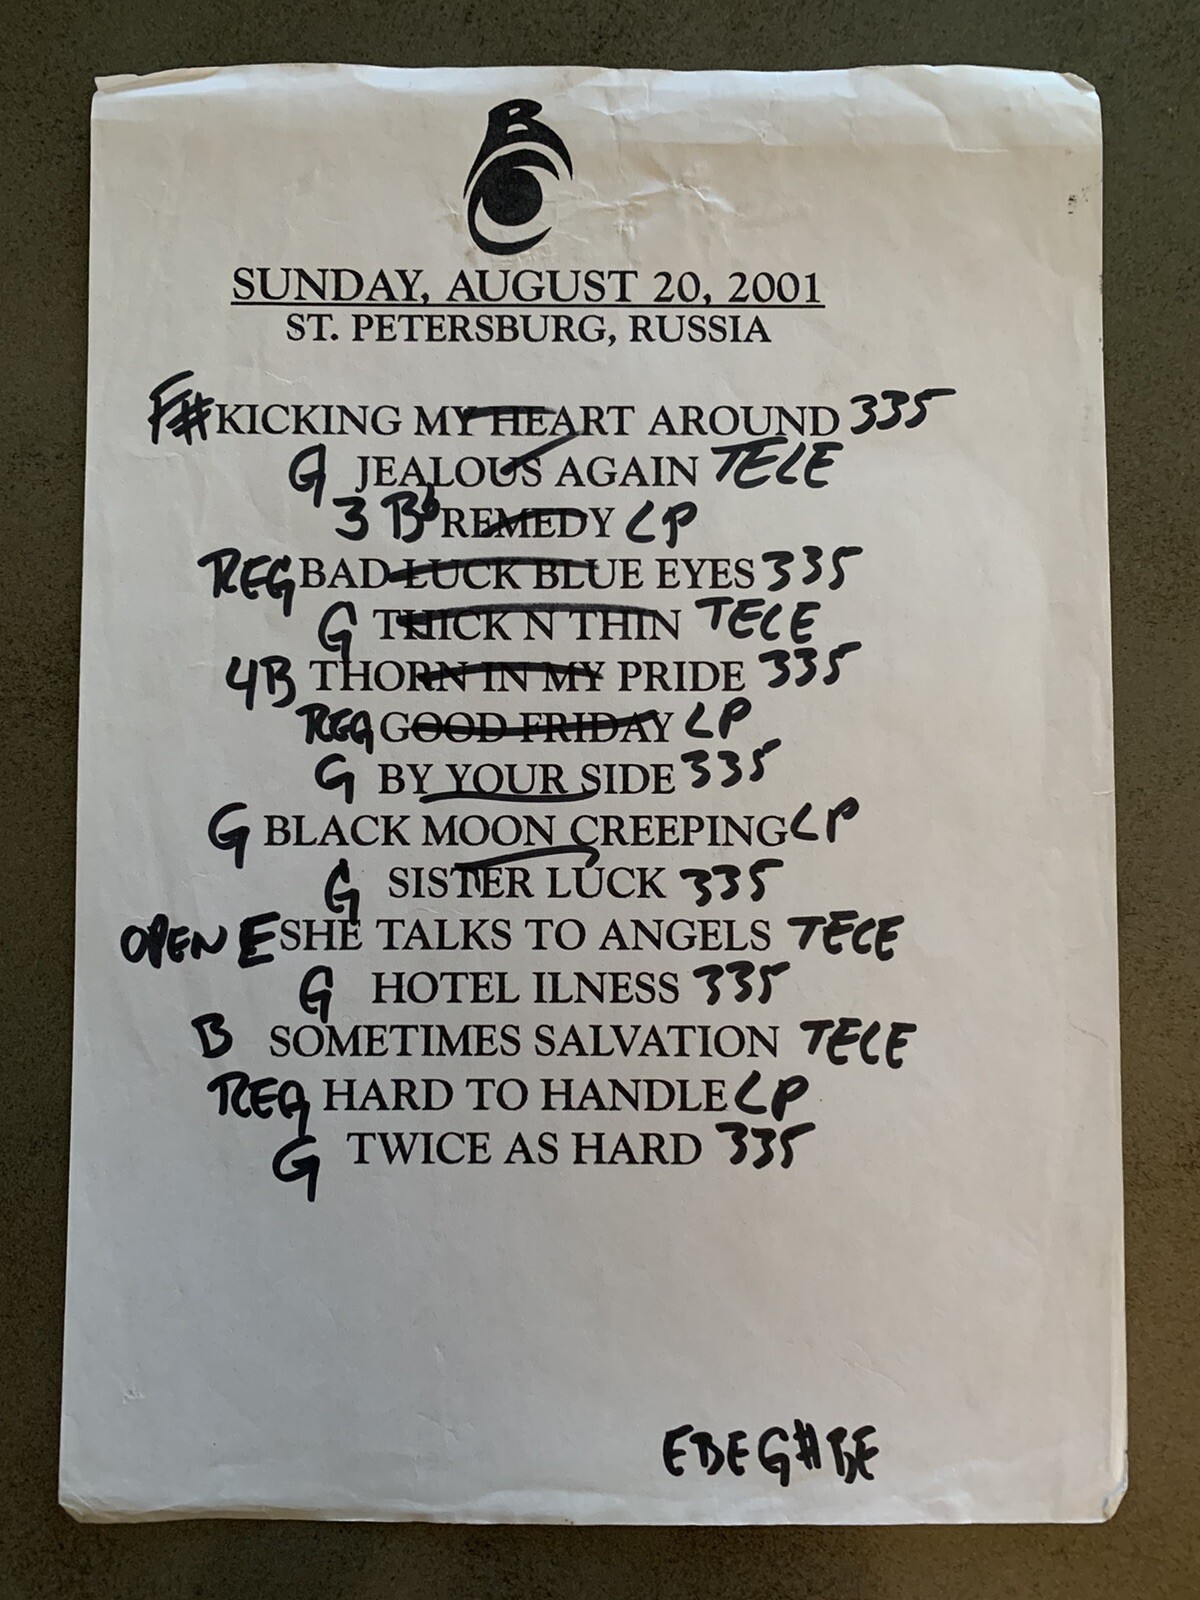 B
SUNDAY, AUGUST 20, 2001
ST. PETERSBURG, RUSSIA
F# KICKING MY HEART AROUND 335
G JEALOUS AGAIN TELE
3 Bb REMEDY LP
REG BAD LUCK BLUE EYES 335
G THICK N THIN TELE
4B THORN IN MY PRIDE 335
REG GOOD FRIDAY LP
G BY YOUR SIDE 335
G BLACK MOON CREEPING LP
G SISTER LUCK 335
OPEN E SHE TALKS TO ANGELS TELE
G HOTEL ILNESS 335
B SOMETIMES SALVATION TELE
REG HARD TO HANDLE LP
G TWICE AS HARD 335
EBEG#BE